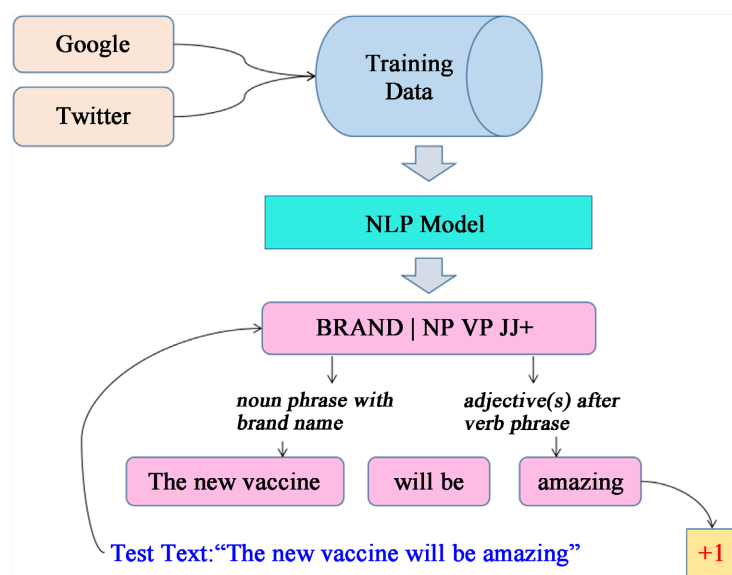 Google
Twitter
Training
Data
NLP Model
BRAND | NP VP JJ+
noun phrase with
brand name
adjective(s) after
verb phrase
The new vaccine
will be
amazing
Test Text:“The new vaccine will be amazing”
+1